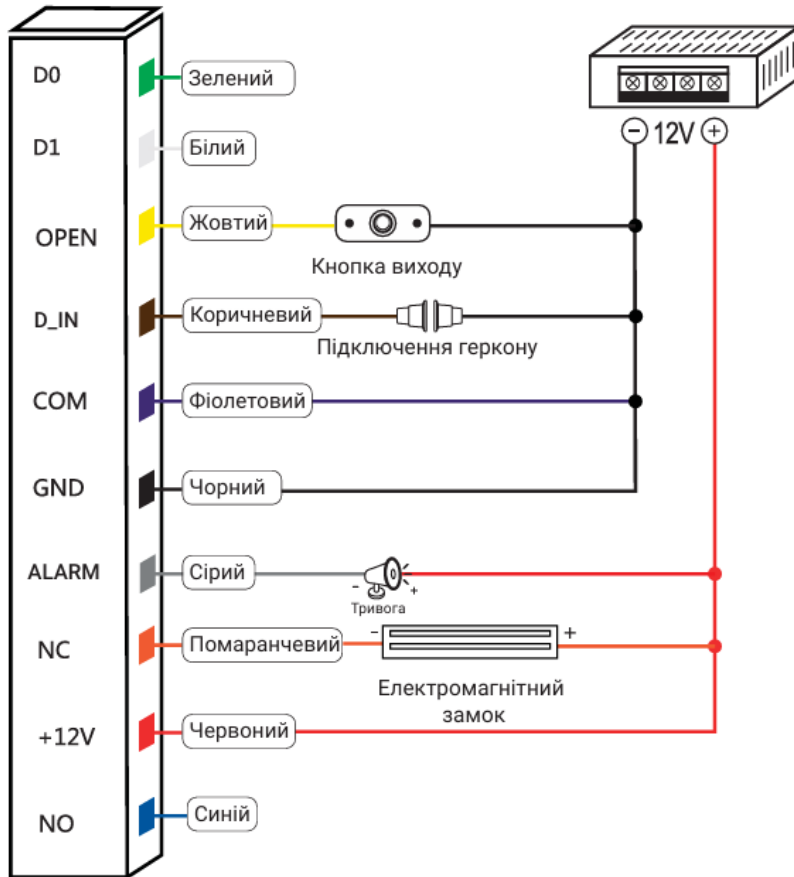 D0
Зелений
D1
Білий
− 12V +
OPEN
Жовтий
Кнопка виходу
D_IN
Коричневий
Підключення геркону
COM
Фіолетовий
GND
Чорний
ALARM
Сірий
- +
Тривога
NC
Помаранчевий
- +
Електромагнітний
замок
+12V
Червоний
NO
Синій